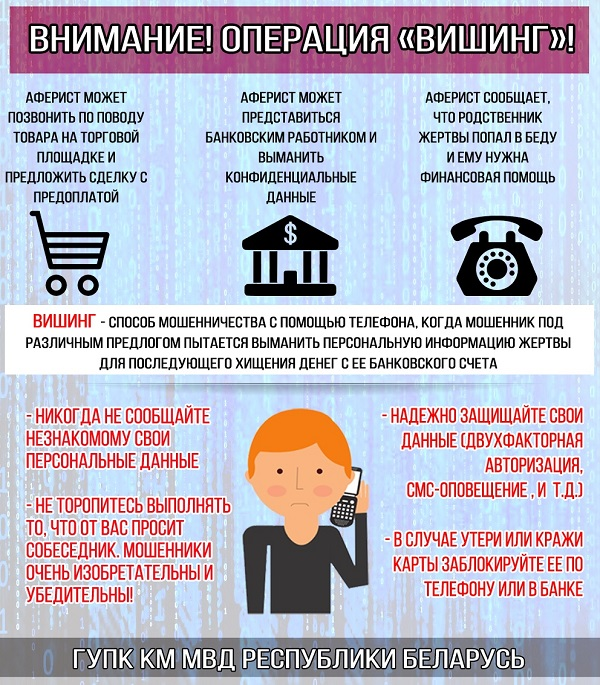 ВНИМАНИЕ! ОПЕРАЦИЯ «ВИШИНГ»!
АФЕРИСТ МОЖЕТ
ПОЗВОНИТЬ ПО ПОВОДУ
ТОВАРА НА ТОРГОВОЙ
ПЛОЩАДКЕ И
ПРЕДЛОЖИТЬ СДЕЛКУ С
ПРЕДОПЛАТОЙ
АФЕРИСТ МОЖЕТ
ПРЕДСТАВИТЬСЯ
БАНКОВСКИМ РАБОТНИКОМ И
ВЫМАНИТЬ
КОНФИДЕНЦИАЛЬНЫЕ
ДАННЫЕ
АФЕРИСТ СООБЩАЕТ,
ЧТО РОДСТВЕННИК
ЖЕРТВЫ ПОПАЛ В БЕДУ
И ЕМУ НУЖНА
ФИНАНСОВАЯ ПОМОЩЬ
$
ВИШИНГ - СПОСОБ МОШЕННИЧЕСТВА С ПОМОЩЬЮ ТЕЛЕФОНА, КОГДА МОШЕННИК ПОД
РАЗЛИЧНЫМ ПРЕДЛОГОМ ПЫТАЕТСЯ ВЫМАНИТЬ ПЕРСОНАЛЬНУЮ ИНФОРМАЦИЮ ЖЕРТВЫ
ДЛЯ ПОСЛЕДУЮЩЕГО ХИЩЕНИЯ ДЕНЕГ С ЕЕ БАНКОВСКОГО СЧЕТА
- НИКОГДА НЕ СООБЩАЙТЕ
НЕЗНАКОМОМУ СВОИ
ПЕРСОНАЛЬНЫЕ ДАННЫЕ
- НЕ ТОРОПИТЕСЬ ВЫПОЛНЯТЬ
ТО, ЧТО ОТ ВАС ПРОСИТ
СОБЕСЕДНИК. МОШЕННИКИ
ОЧЕНЬ ИЗОБРЕТАТЕЛЬНЫ И
УБЕДИТЕЛЬНЫ!
- НАДЕЖНО ЗАЩИЩАЙТЕ СВОИ
ДАННЫЕ (ДВУХФАКТОРНАЯ
АВТОРИЗАЦИЯ,
СМС-ОПОВЕЩЕНИЕ , И Т.Д.)
- В СЛУЧАЕ УТЕРИ ИЛИ КРАЖИ
КАРТЫ ЗАБЛОКИРУЙТЕ ЕЕ ПО
ТЕЛЕФОНУ ИЛИ В БАНКЕ
ГУПК КМ МВД РЕСПУБЛИКИ БЕЛАРУСЬ